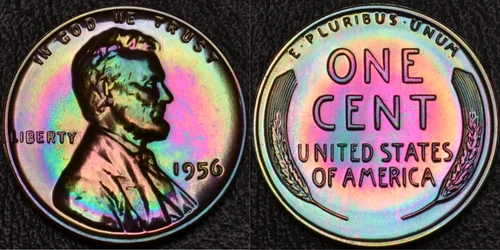 IN GOD WE TRUST
LIBERTY
1956
E · PLURIBUS · UNUM
ONE
CENT
UNITED STATES
OF AMERICA